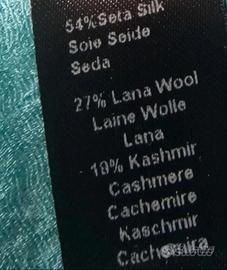 54% Seta Silk
Soie Seide
Seda
27% Lana Wool
Laine Wolle
Lana
19% Kashmir
Cashmere
Cachemire
Kaschmir